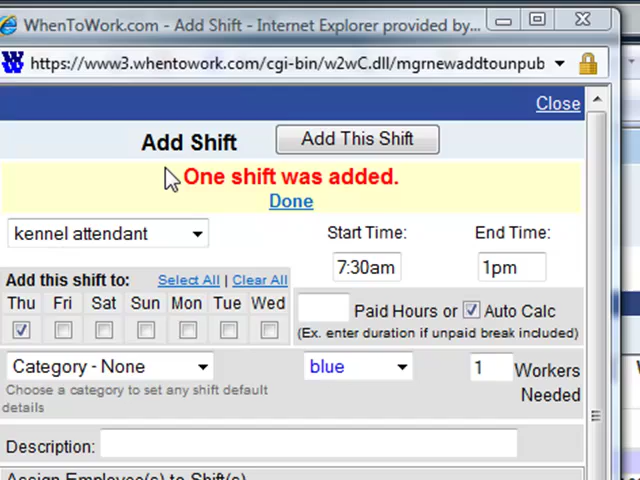 WhenToWork.com - Add Shift - Internet Explorer provided by...
https://www3.whentowork.com/cgi-bin/w2wC.dll/mgrnewaddtounpub
Close
Add Shift
Add This Shift
One shift was added.
Done
kennel attendant
Start Time:
End Time:
7:30am
1pm
Add this shift to:
Select All | Clear All
Thu Fri Sat Sun Mon Tue Wed
Paid Hours or
Auto Calc
(Ex. enter duration if unpaid break included)
Category - None
blue
1
Workers
Needed
Choose a category to set any shift default
details
Description:
Assign Employee(s) to Shift(s)